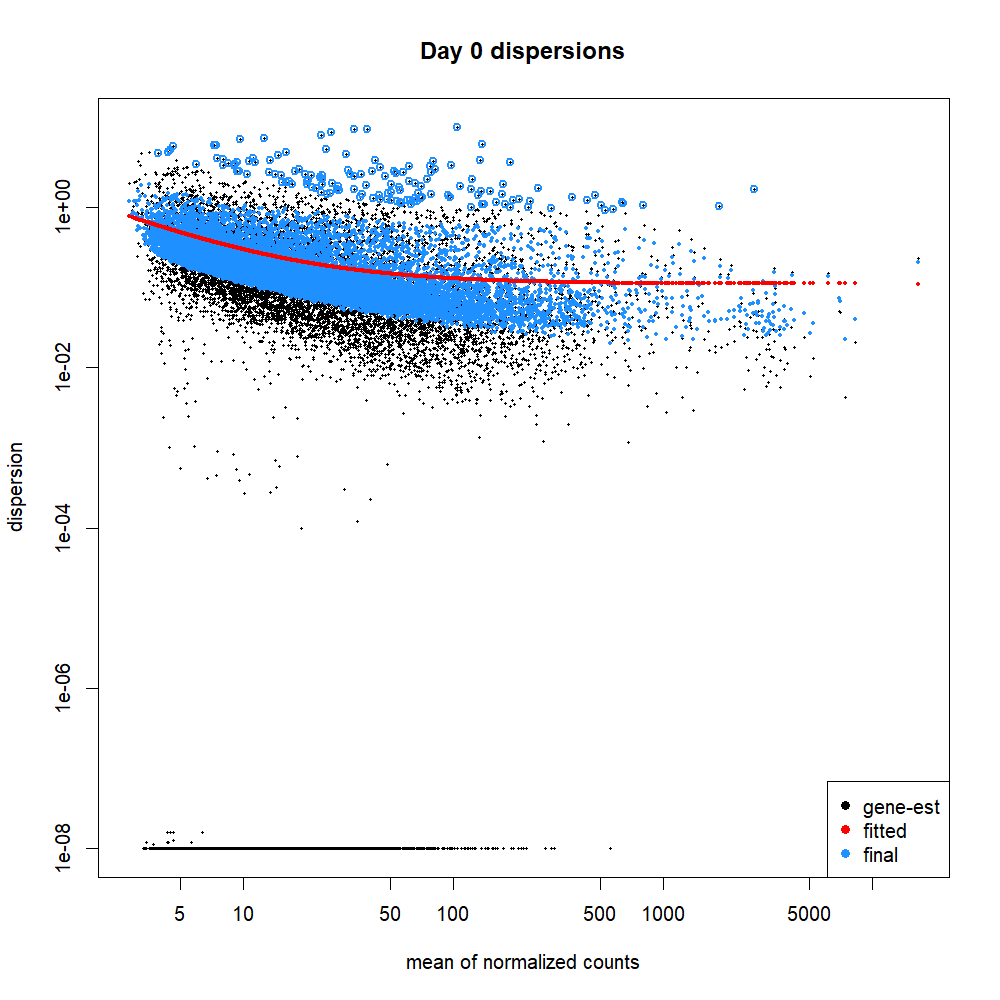 Day 0 dispersions
dispersion
1e+00
1e-02
1e-04
1e-06
1e-08
gene-est
fitted
final
5 10 50 100 500 1000 5000
mean of normalized counts